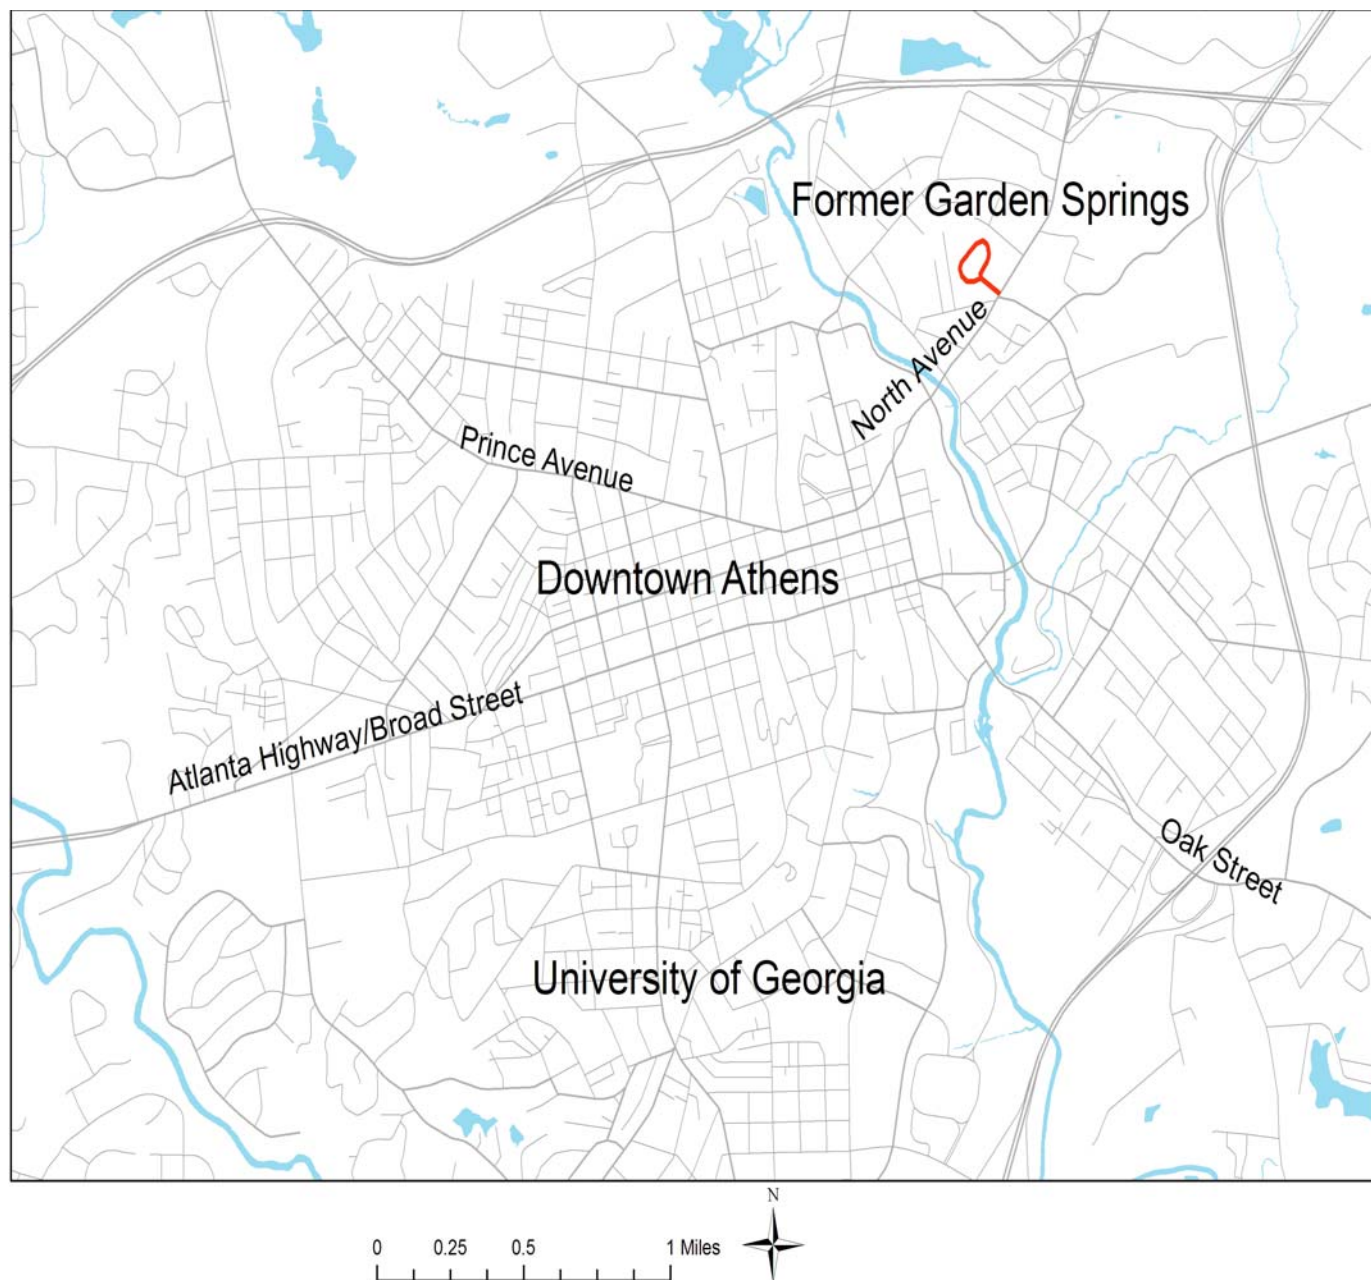 Former Garden Springs
North Avenue
Prince Avenue
Downtown Athens
Atlanta Highway/Broad Street
Oak Street
University of Georgia
N
0 0.25 0.5 1 Miles